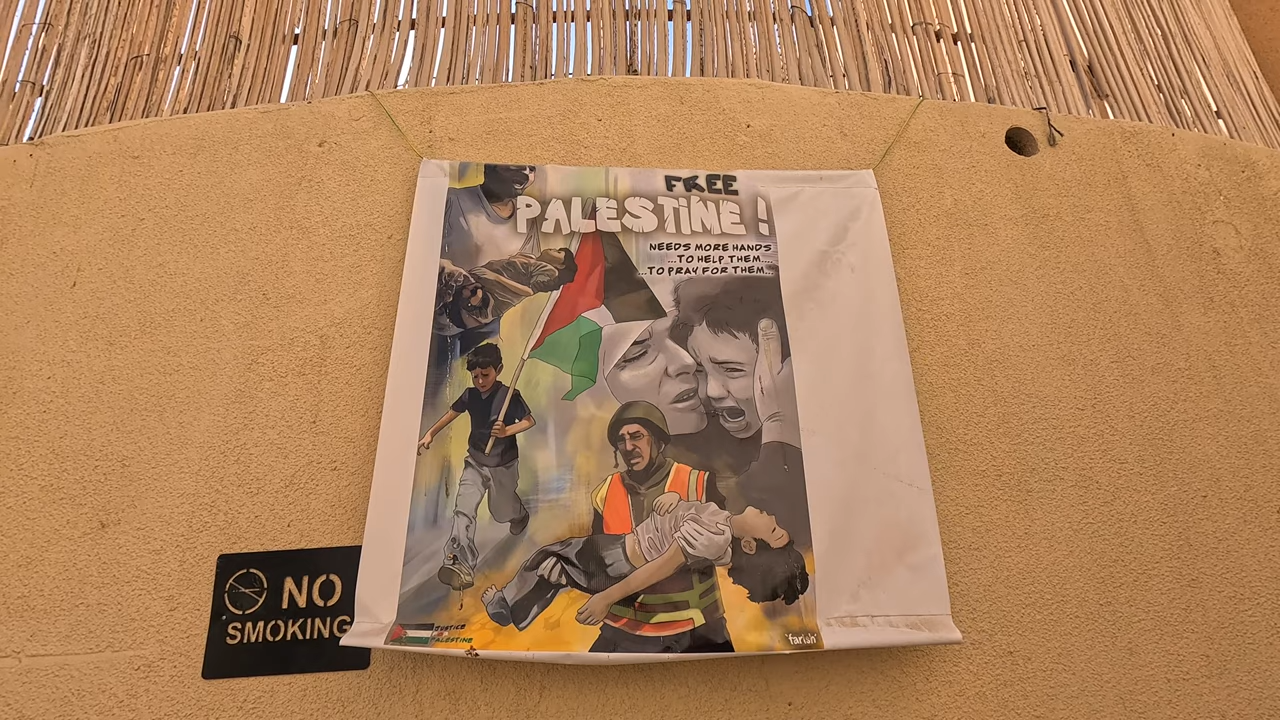 FREE
PALESTINE!
NEEDS MORE HANDS
...TO HELP THEM....
...TO PRAY FOR THEM...
JUSTICE
PALESTINE
'farish'
NO
SMOKING